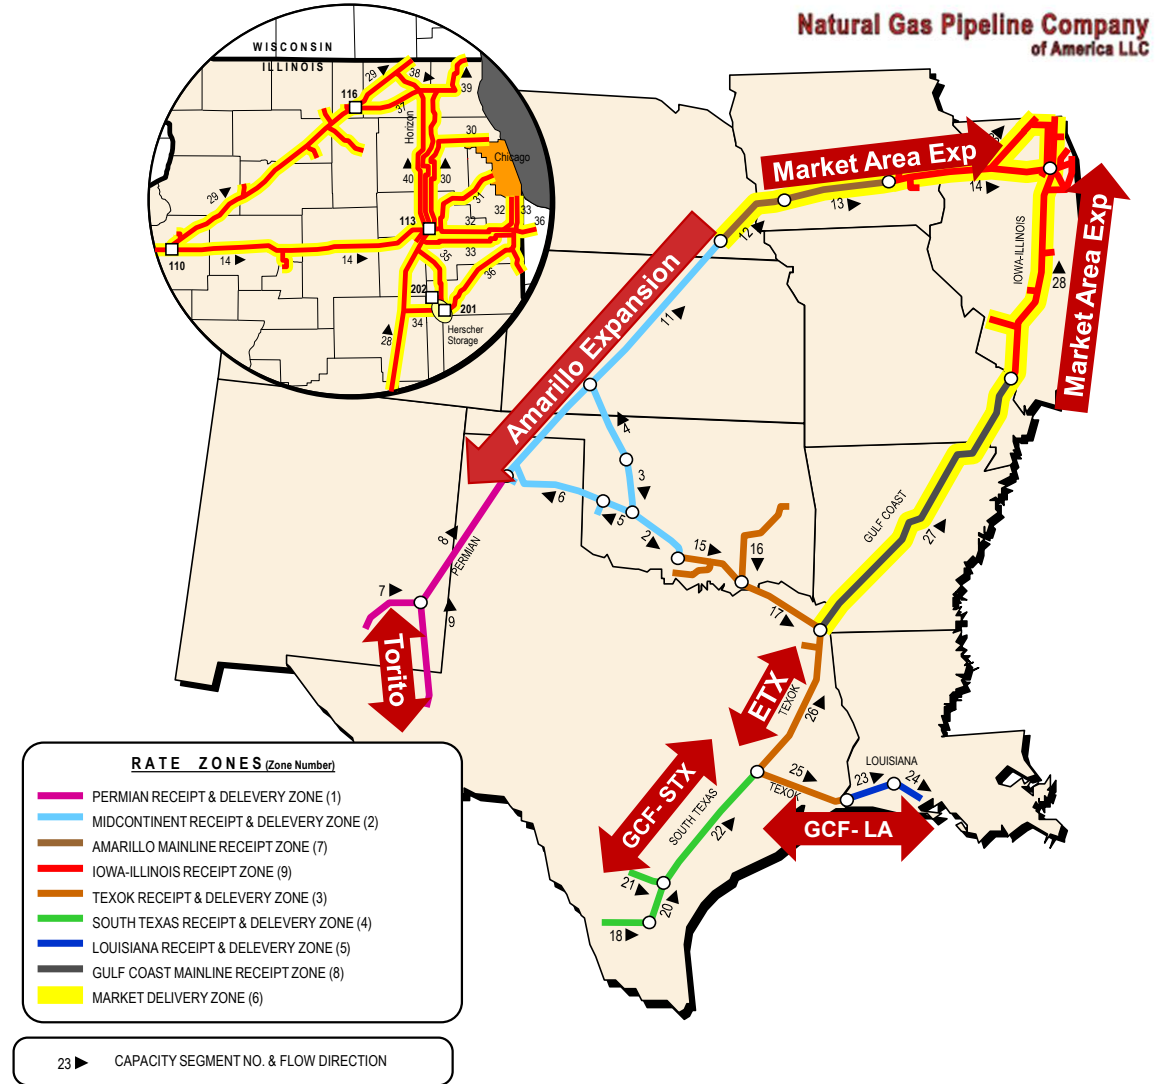 Natural Gas Pipeline Company
of America LLC
WISCONSIN
ILLINOIS
29
38
39
116
37
Horizon
30
Chicago
40
30
29
31
32
33
113
32
36
110
14
14
33
35
36
202
201
34
Herscher
Storage
28
Market Area Exp
14
13
12
IOWA-ILLINOIS
28
Market Area Exp
Amarillo Expansion
11
4
3
6
5
2
15
16
17
GULF COAST
27
8
PERMIAN
7
9
Torito
ETX
TEXOK
26
GCF- STX
SOUTH TEXAS
22
25
TEXOK
LOUISIANA
23
24
GCF- LA
21
20
18
RATE ZONES (Zone Number)
PERMIAN RECEIPT & DELEVERY ZONE (1)
MIDCONTINENT RECEIPT & DELEVERY ZONE (2)
AMARILLO MAINLINE RECEIPT ZONE (7)
IOWA-ILLINOIS RECEIPT ZONE (9)
TEXOK RECEIPT & DELEVERY ZONE (3)
SOUTH TEXAS RECEIPT & DELEVERY ZONE (4)
LOUISIANA RECEIPT & DELEVERY ZONE (5)
GULF COAST MAINLINE RECEIPT ZONE (8)
MARKET DELIVERY ZONE (6)
23 ► CAPACITY SEGMENT NO. & FLOW DIRECTION